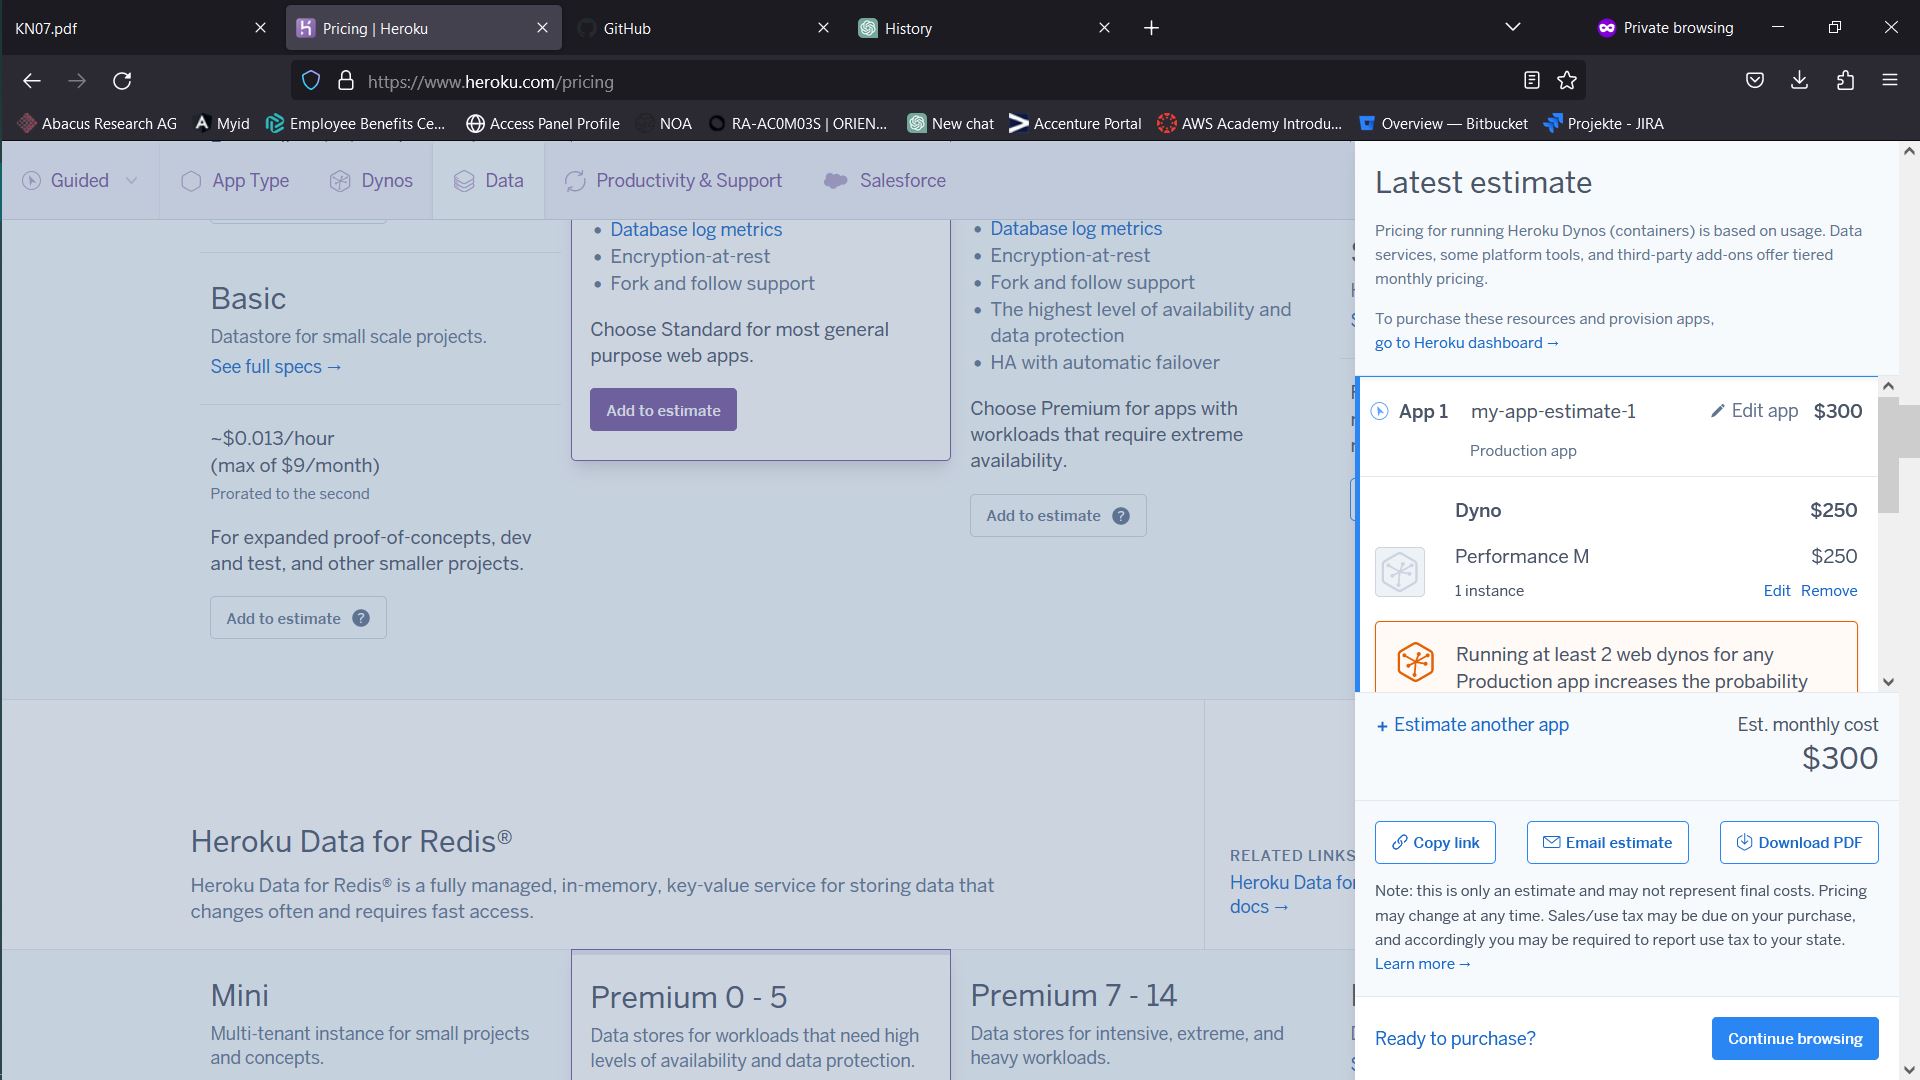 KN07.pdf
Pricing | Heroku
GitHub
History
Private browsing
https://www.heroku.com/pricing
Abacus Research AG
Myid
Employee Benefits Ce...
Access Panel Profile
NOA
RA-AC0M03S | ORIEN...
New chat
Accenture Portal
AWS Academy Introdu...
Overview — Bitbucket
Projekte - JIRA
Guided
App Type
Dynos
Data
Productivity & Support
Salesforce
Basic
Datastore for small scale projects.
See full specs →
~$0.013/hour
(max of $9/month)
Prorated to the second
For expanded proof-of-concepts, dev
and test, and other smaller projects.
Add to estimate ?
• Database log metrics
• Encryption-at-rest
• Fork and follow support
Choose Standard for most general
purpose web apps.
Add to estimate
• Database log metrics
• Encryption-at-rest
• Fork and follow support
• The highest level of availability and
data protection
• HA with automatic failover
Choose Premium for apps with
workloads that require extreme
availability.
Add to estimate ?
Heroku Data for Redis®
Heroku Data for Redis® is a fully managed, in-memory, key-value service for storing data that
changes often and requires fast access.
RELATED LINKS
Heroku Data for
docs →
Mini
Multi-tenant instance for small projects
and concepts.
Premium 0 - 5
Data stores for workloads that need high
levels of availability and data protection.
Premium 7 - 14
Data stores for intensive, extreme, and
heavy workloads.
Latest estimate
Pricing for running Heroku Dynos (containers) is based on usage. Data
services, some platform tools, and third-party add-ons offer tiered
monthly pricing.
To purchase these resources and provision apps,
go to Heroku dashboard →
App 1 my-app-estimate-1 Edit app $300
Production app
Dyno $250
Performance M $250
1 instance Edit Remove
Running at least 2 web dynos for any
Production app increases the probability
+ Estimate another app
Est. monthly cost
$300
Copy link
Email estimate
Download PDF
Note: this is only an estimate and may not represent final costs. Pricing
may change at any time. Sales/use tax may be due on your purchase,
and accordingly you may be required to report use tax to your state.
Learn more →
Ready to purchase?
Continue browsing